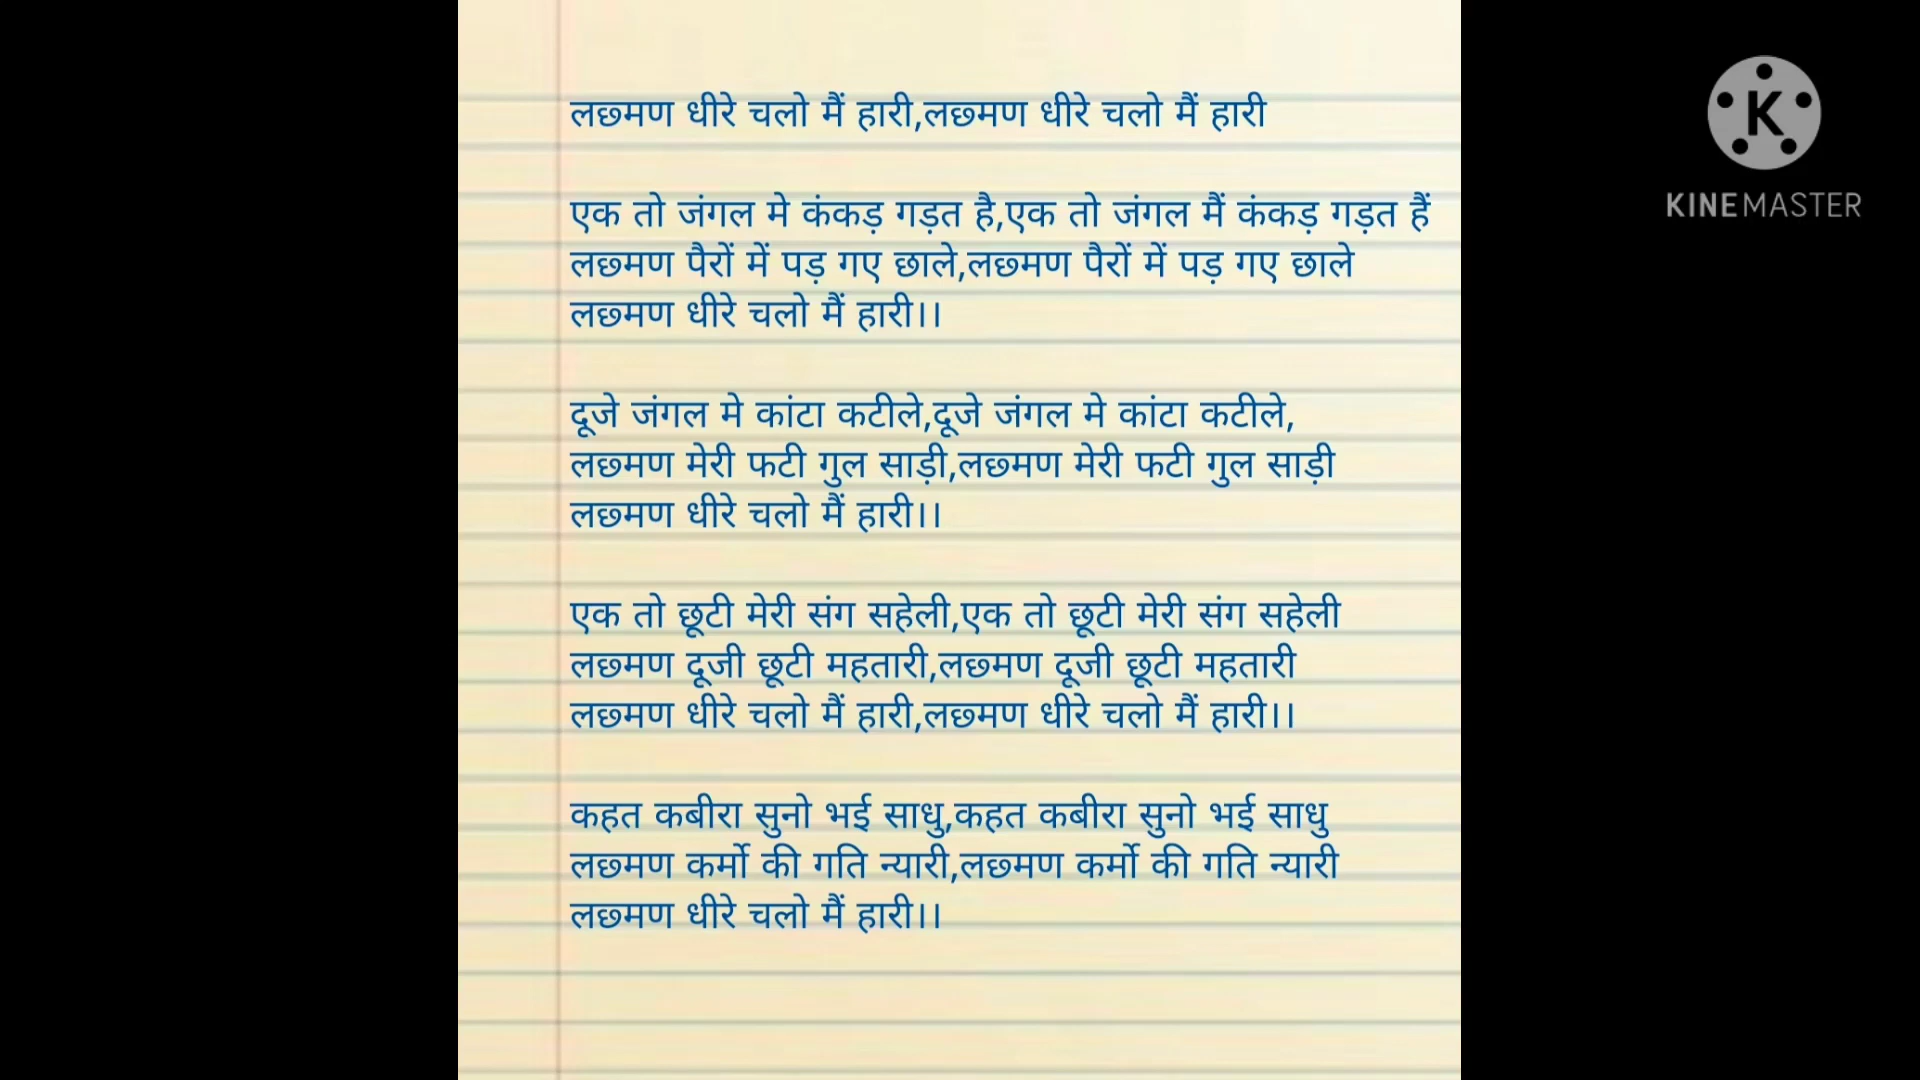 लछमण धीरे चलो मैं हारी,लछमण धीरे चलो मैं हारी
एक तो जंगल मे कंकड़ गड़त है,एक तो जंगल मैं कंकड़ गड़त हैं
लछमण पैरों में पड़ गए छाले,लछमण पैरों में पड़ गए छाले
लछमण धीरे चलो मैं हारी।।
दूजे जंगल मे कांटा कटीले,दूजे जंगल मे कांटा कटीले,
लछमण मेरी फटी गुल साड़ी,लछमण मेरी फटी गुल साड़ी
लछमण धीरे चलो मैं हारी।।
एक तो छूटी मेरी संग सहेली,एक तो छूटी मेरी संग सहेली
लछमण दूजी छूटी महतारी,लछमण दूजी छूटी महतारी
लछमण धीरे चलो मैं हारी,लछमण धीरे चलो मैं हारी।।
कहत कबीरा सुनो भई साधु,कहत कबीरा सुनो भई साधु
लछमण कर्मो की गति न्यारी,लछमण कर्मो की गति न्यारी
लछमण धीरे चलो मैं हारी।।
K
KINEMASTER